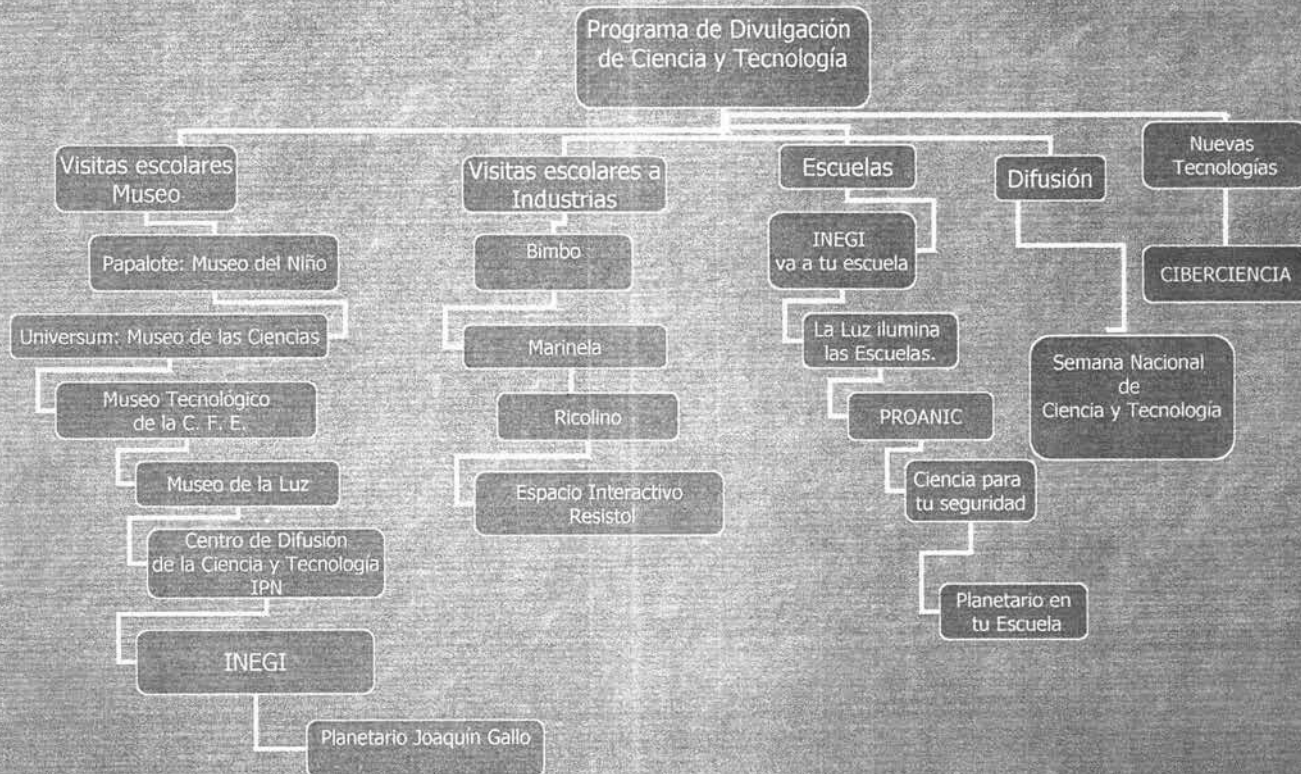 Programa de Divulgación
de Ciencia y Tecnología
Visitas escolares
Museo
Papalote: Museo del Niño
Universum: Museo de las Ciencias
Museo Tecnológico
de la C. F. E.
Museo de la Luz
Centro de Difusión
de la Ciencia y Tecnología
IPN
INEGI
Planetario Joaquín Gallo
Visitas escolares a
Industrias
Bimbo
Marinela
Ricolino
Espacio Interactivo
Resistol
Escuelas
INEGI
va a tu escuela
La Luz ilumina
las Escuelas.
PROANIC
Ciencia para
tu seguridad
Planetario en
tu Escuela
Difusión
Semana Nacional
de
Ciencia y Tecnología
Nuevas
Tecnologías
CIBERCIENCIA